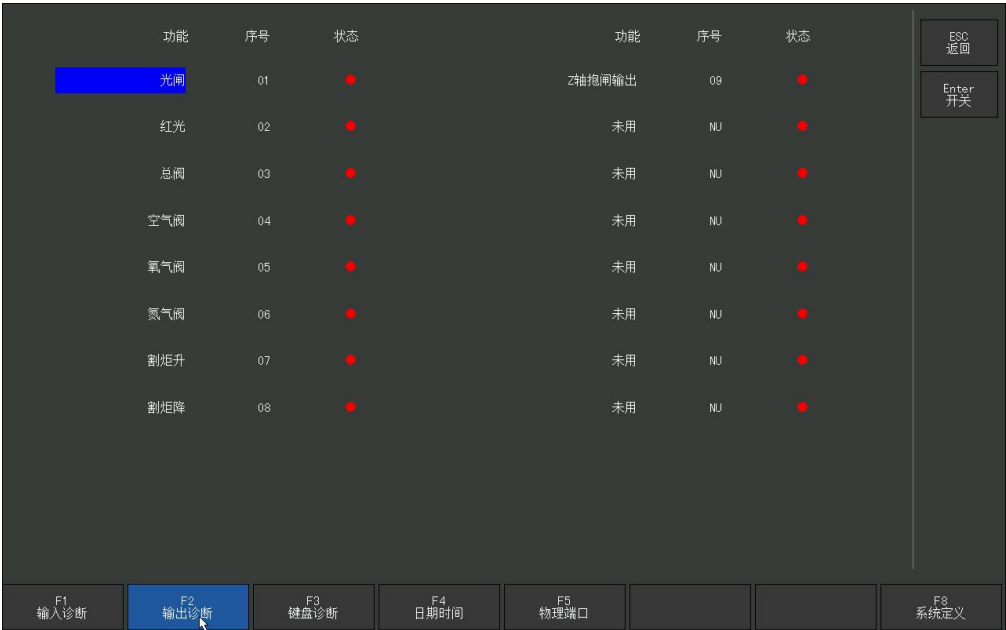 功能 序号 状态 功能 序号 状态
光闸 01 Z轴抱闸输出 09
红光 02 未用 NU
总阀 03 未用 NU
空气阀 04 未用 NU
氧气阀 05 未用 NU
氮气阀 06 未用 NU
割炬升 07 未用 NU
割炬降 08 未用 NU
ESC
返回
Enter
开关
F1
输入诊断
F2
输出诊断
F3
键盘诊断
F4
日期时间
F5
物理端口
F8
系统定义